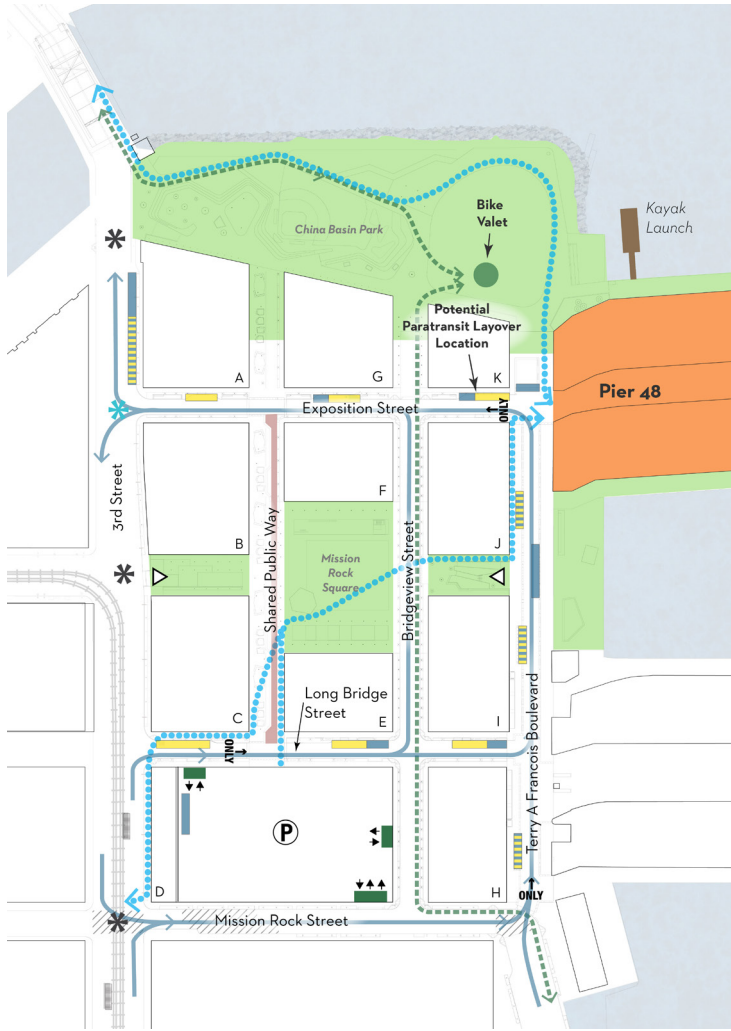 China Basin Park
Bike
Valet
Kayak
Launch
Potential
Paratransit Layover
Location
Pier 48
A
G
K
Exposition Street
ONLY
3rd Street
F
B
J
Shared Public Way
Mission
Rock
Square
Bridgeview Street
Long Bridge
Street
C
E
I
ONLY
Terry A Francois Boulevard
P
D
H
ONLY
Mission Rock Street